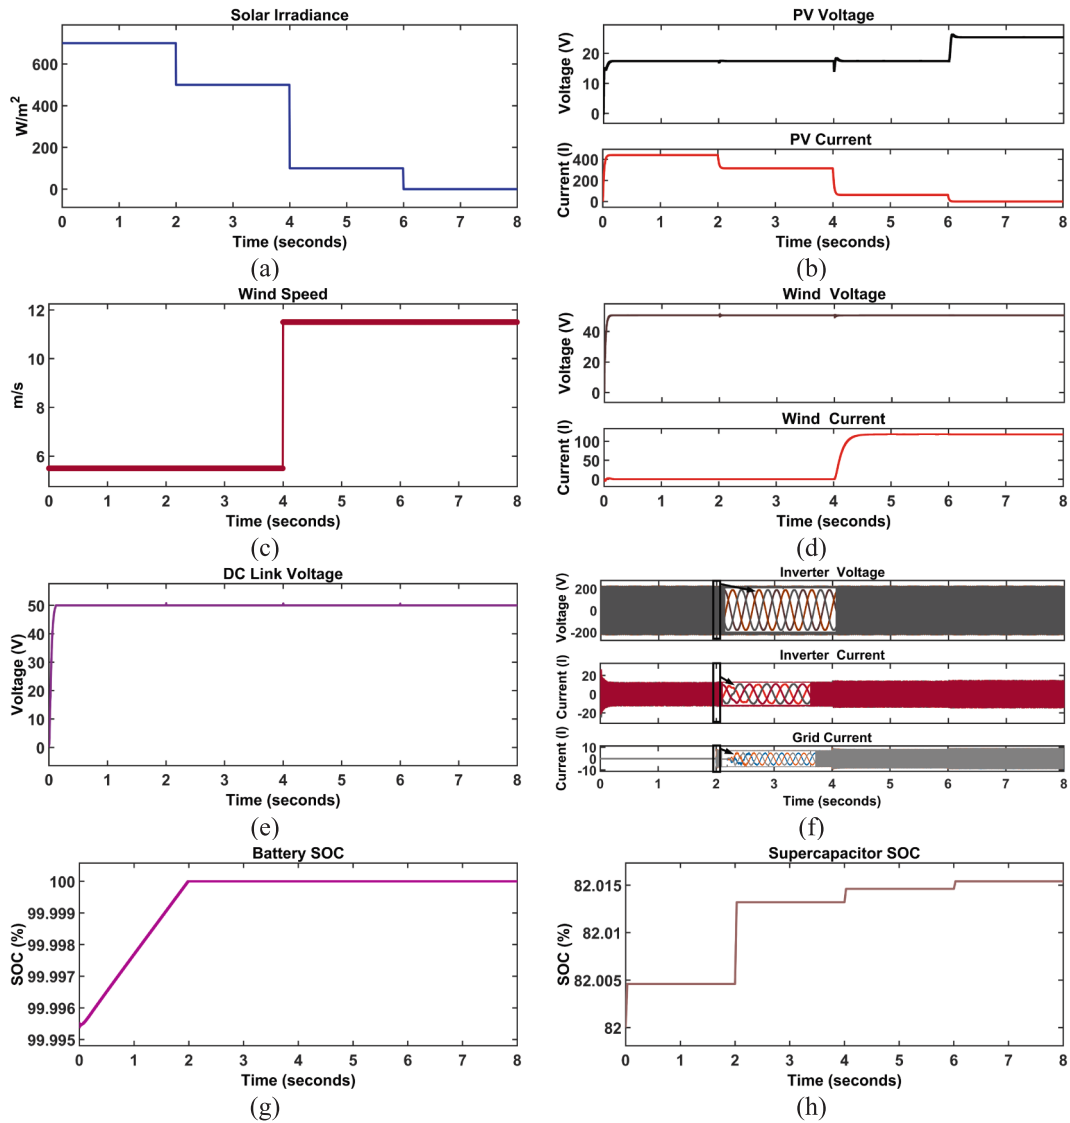 Solar Irradiance
W/m²
600
400
200
0
0 1 2 3 4 5 6 7 8
Time (seconds)
(a)
PV Voltage
Voltage (V)
20
10
0
PV Current
Current (I)
400
200
0
0 1 2 3 4 5 6 7 8
Time (seconds)
(b)
Wind Speed
m/s
12
10
8
6
0 1 2 3 4 5 6 7 8
Time (seconds)
(c)
Wind Voltage
Voltage (V)
40
20
0
Wind Current
Current (I)
100
50
0
0 1 2 3 4 5 6 7 8
Time (seconds)
(d)
DC Link Voltage
Voltage (V)
50
40
30
20
10
0
0 1 2 3 4 5 6 7 8
Time (seconds)
(e)
Inverter Voltage
Voltage (V)
200
0
-200
Inverter Current
Current (I)
20
0
-20
Grid Current
Current (I)
10
0
-10
0 1 2 3 4 5 6 7 8
Time (seconds)
(f)
Battery SOC
SOC (%)
100
99.999
99.998
99.997
99.996
99.995
0 1 2 3 4 5 6 7 8
Time (seconds)
(g)
Supercapacitor SOC
SOC (%)
82.015
82.01
82.005
82
0 1 2 3 4 5 6 7 8
Time (seconds)
(h)